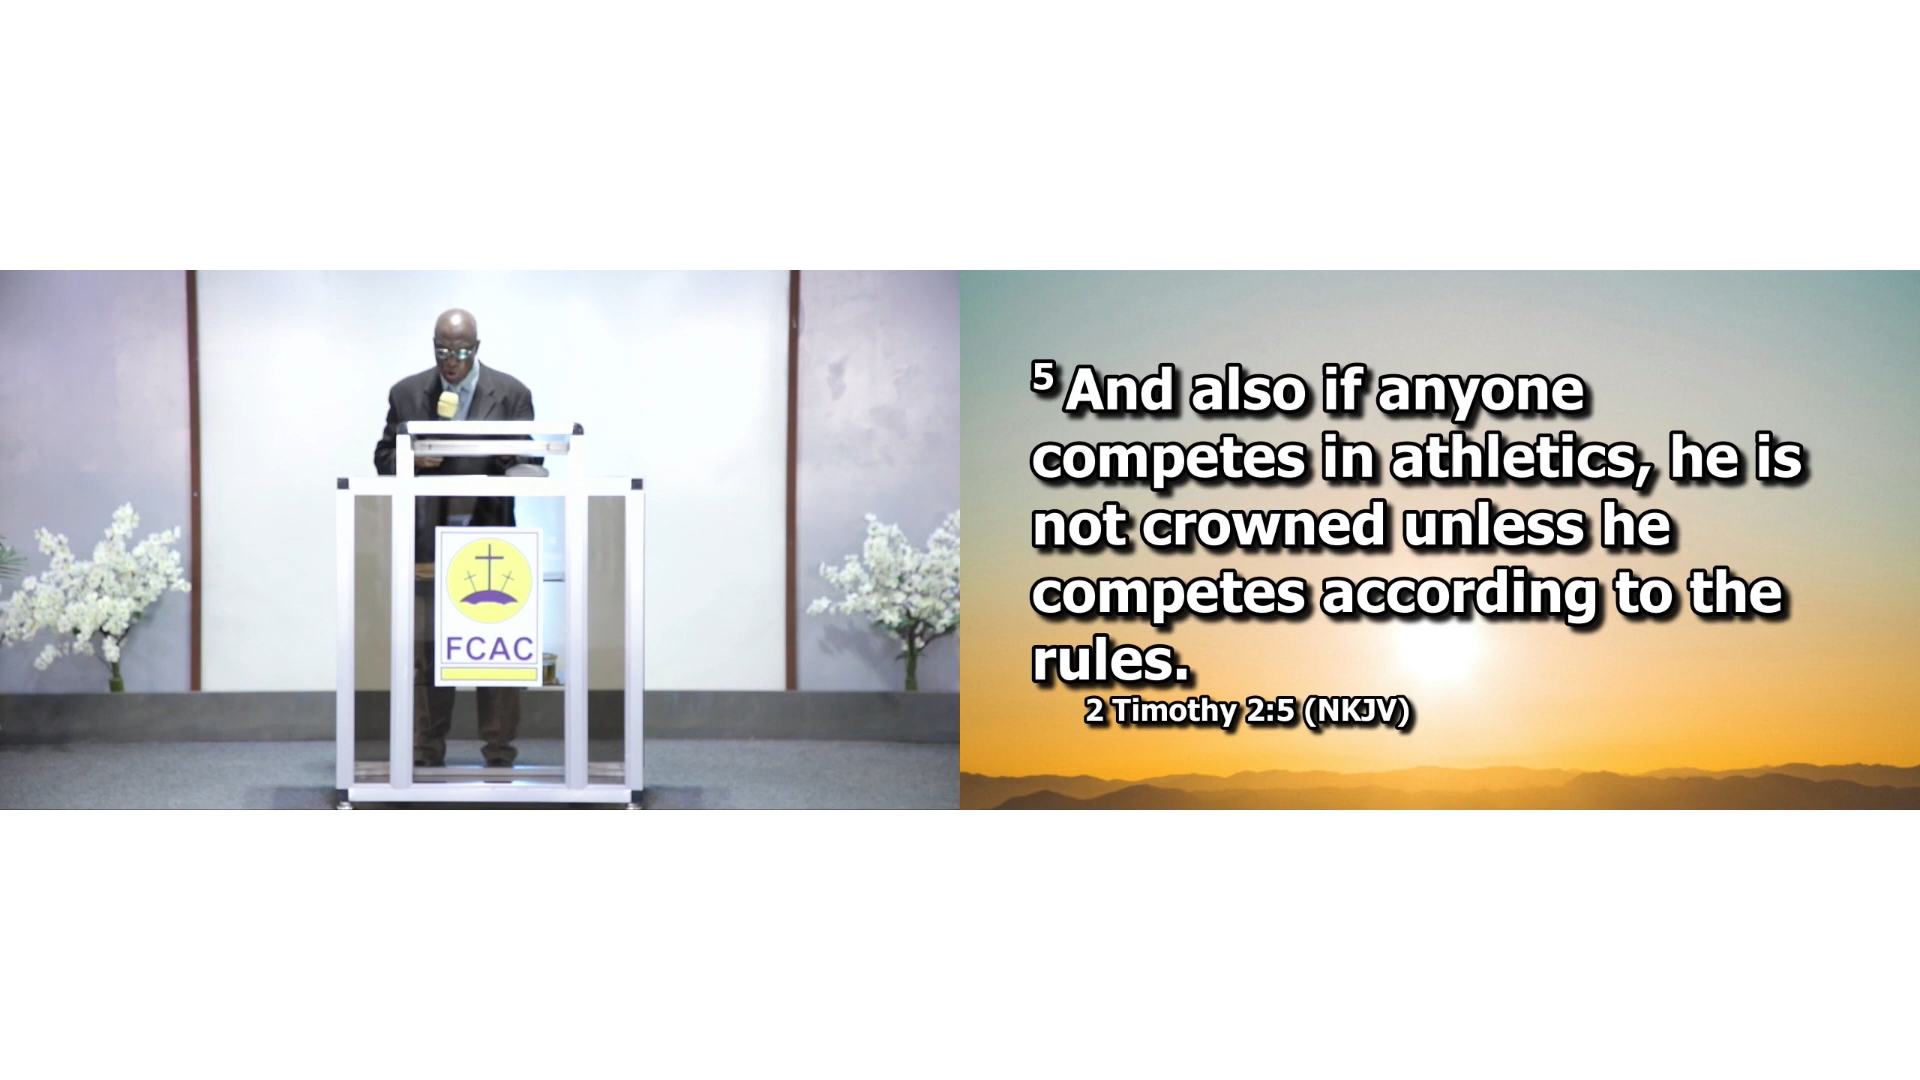 FCAC
⁵ And also if anyone
competes in athletics, he is
not crowned unless he
competes according to the
rules.
2 Timothy 2:5 (NKJV)